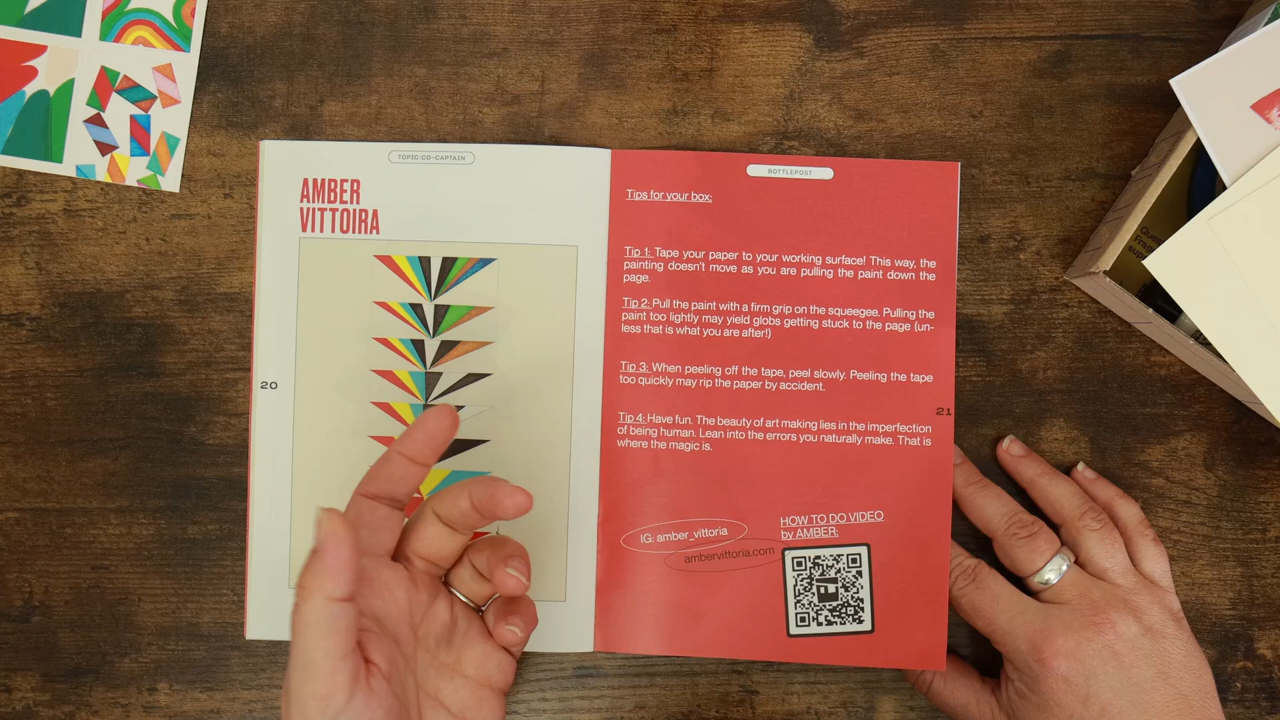 TOPIC:CO-CAPTAIN
AMBER
VITTOIRA
20
BOTTLEPOST
Tips for your box:
Tip 1: Tape your paper to your working surface! This way, the
painting doesn't move as you are pulling the paint down the
page.
Tip 2: Pull the paint with a firm grip on the squeegee. Pulling the
paint too lightly may yield globs getting stuck to the page (un-
less that is what you are after!)
Tip 3: When peeling off the tape, peel slowly. Peeling the tape
too quickly may rip the paper by accident.
Tip 4: Have fun. The beauty of art making lies in the imperfection
of being human. Lean into the errors you naturally make. That is
where the magic is.
21
IG: amber_vittoria
ambervittoria.com
HOW TO DO VIDEO
by AMBER: